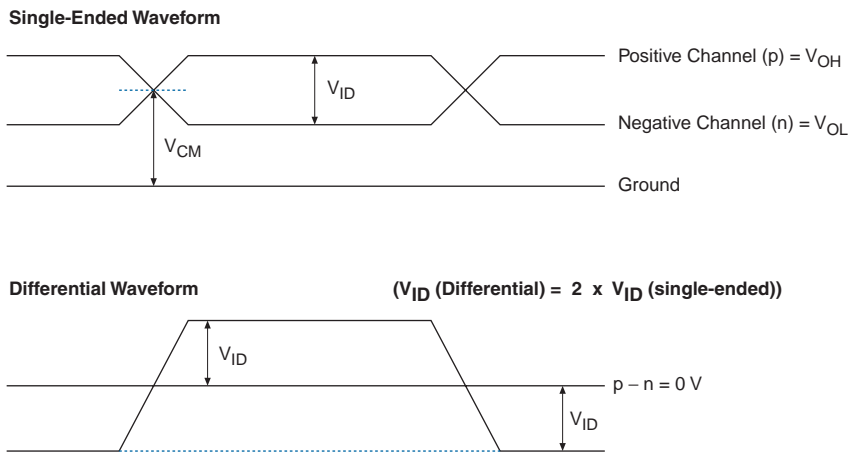 Single-Ended Waveform
Positive Channel (p) = VOH
VID
Negative Channel (n) = VOL
VCM
Ground
Differential Waveform
(VID (Differential) = 2 x VID (single-ended))
VID
p − n = 0 V
VID